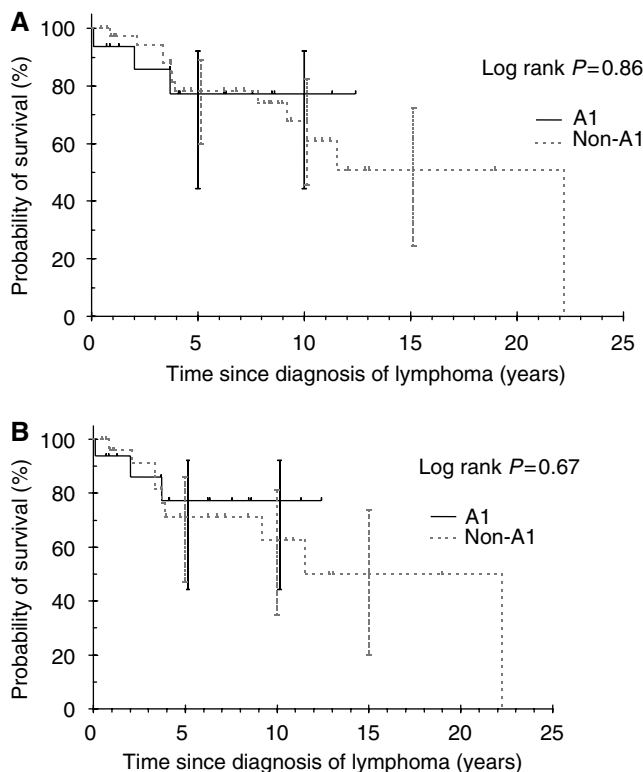 A
Probability of survival (%)
100
80
60
40
20
0
Log rank P=0.86
A1
Non-A1
0 5 10 15 20 25
Time since diagnosis of lymphoma (years)
B
Probability of survival (%)
100
80
60
40
20
0
Log rank P=0.67
A1
Non-A1
0 5 10 15 20 25
Time since diagnosis of lymphoma (years)